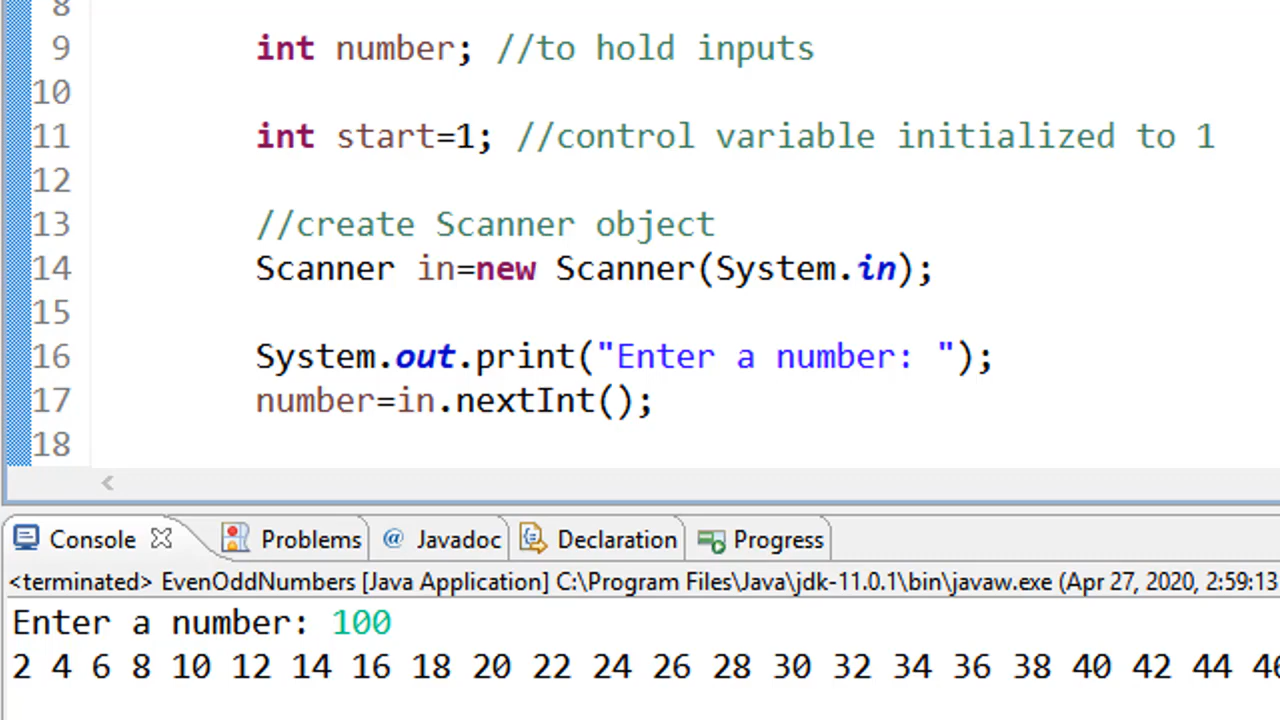 8
9 int number; //to hold inputs
10
11 int start=1; //control variable initialized to 1
12
13 //create Scanner object
14 Scanner in=new Scanner(System.in);
15
16 System.out.print("Enter a number: ");
17 number=in.nextInt();
18
Console Problems @ Javadoc Declaration Progress
<terminated> EvenOddNumbers [Java Application] C:\Program Files\Java\jdk-11.0.1\bin\javaw.exe (Apr 27, 2020, 2:59:13
Enter a number: 100
2 4 6 8 10 12 14 16 18 20 22 24 26 28 30 32 34 36 38 40 42 44 46